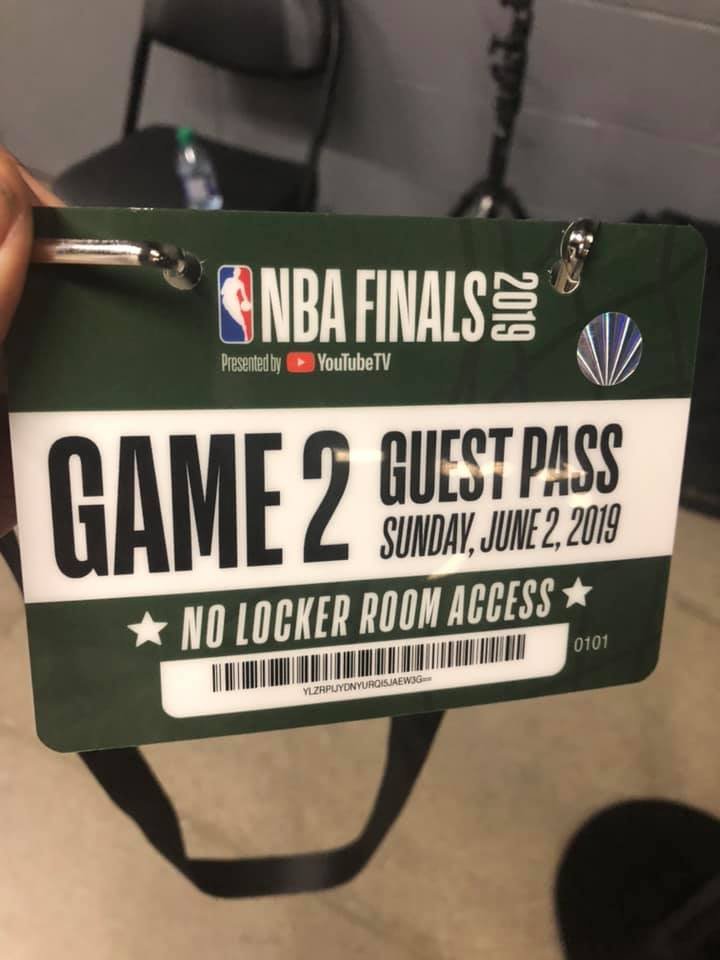 NBA FINALS 2019
Presented by YouTubeTV
GAME 2
GUEST PASS
SUNDAY, JUNE 2, 2019
NO LOCKER ROOM ACCESS
0101
YLZRPIJYDNYURQI5JAEW3G==